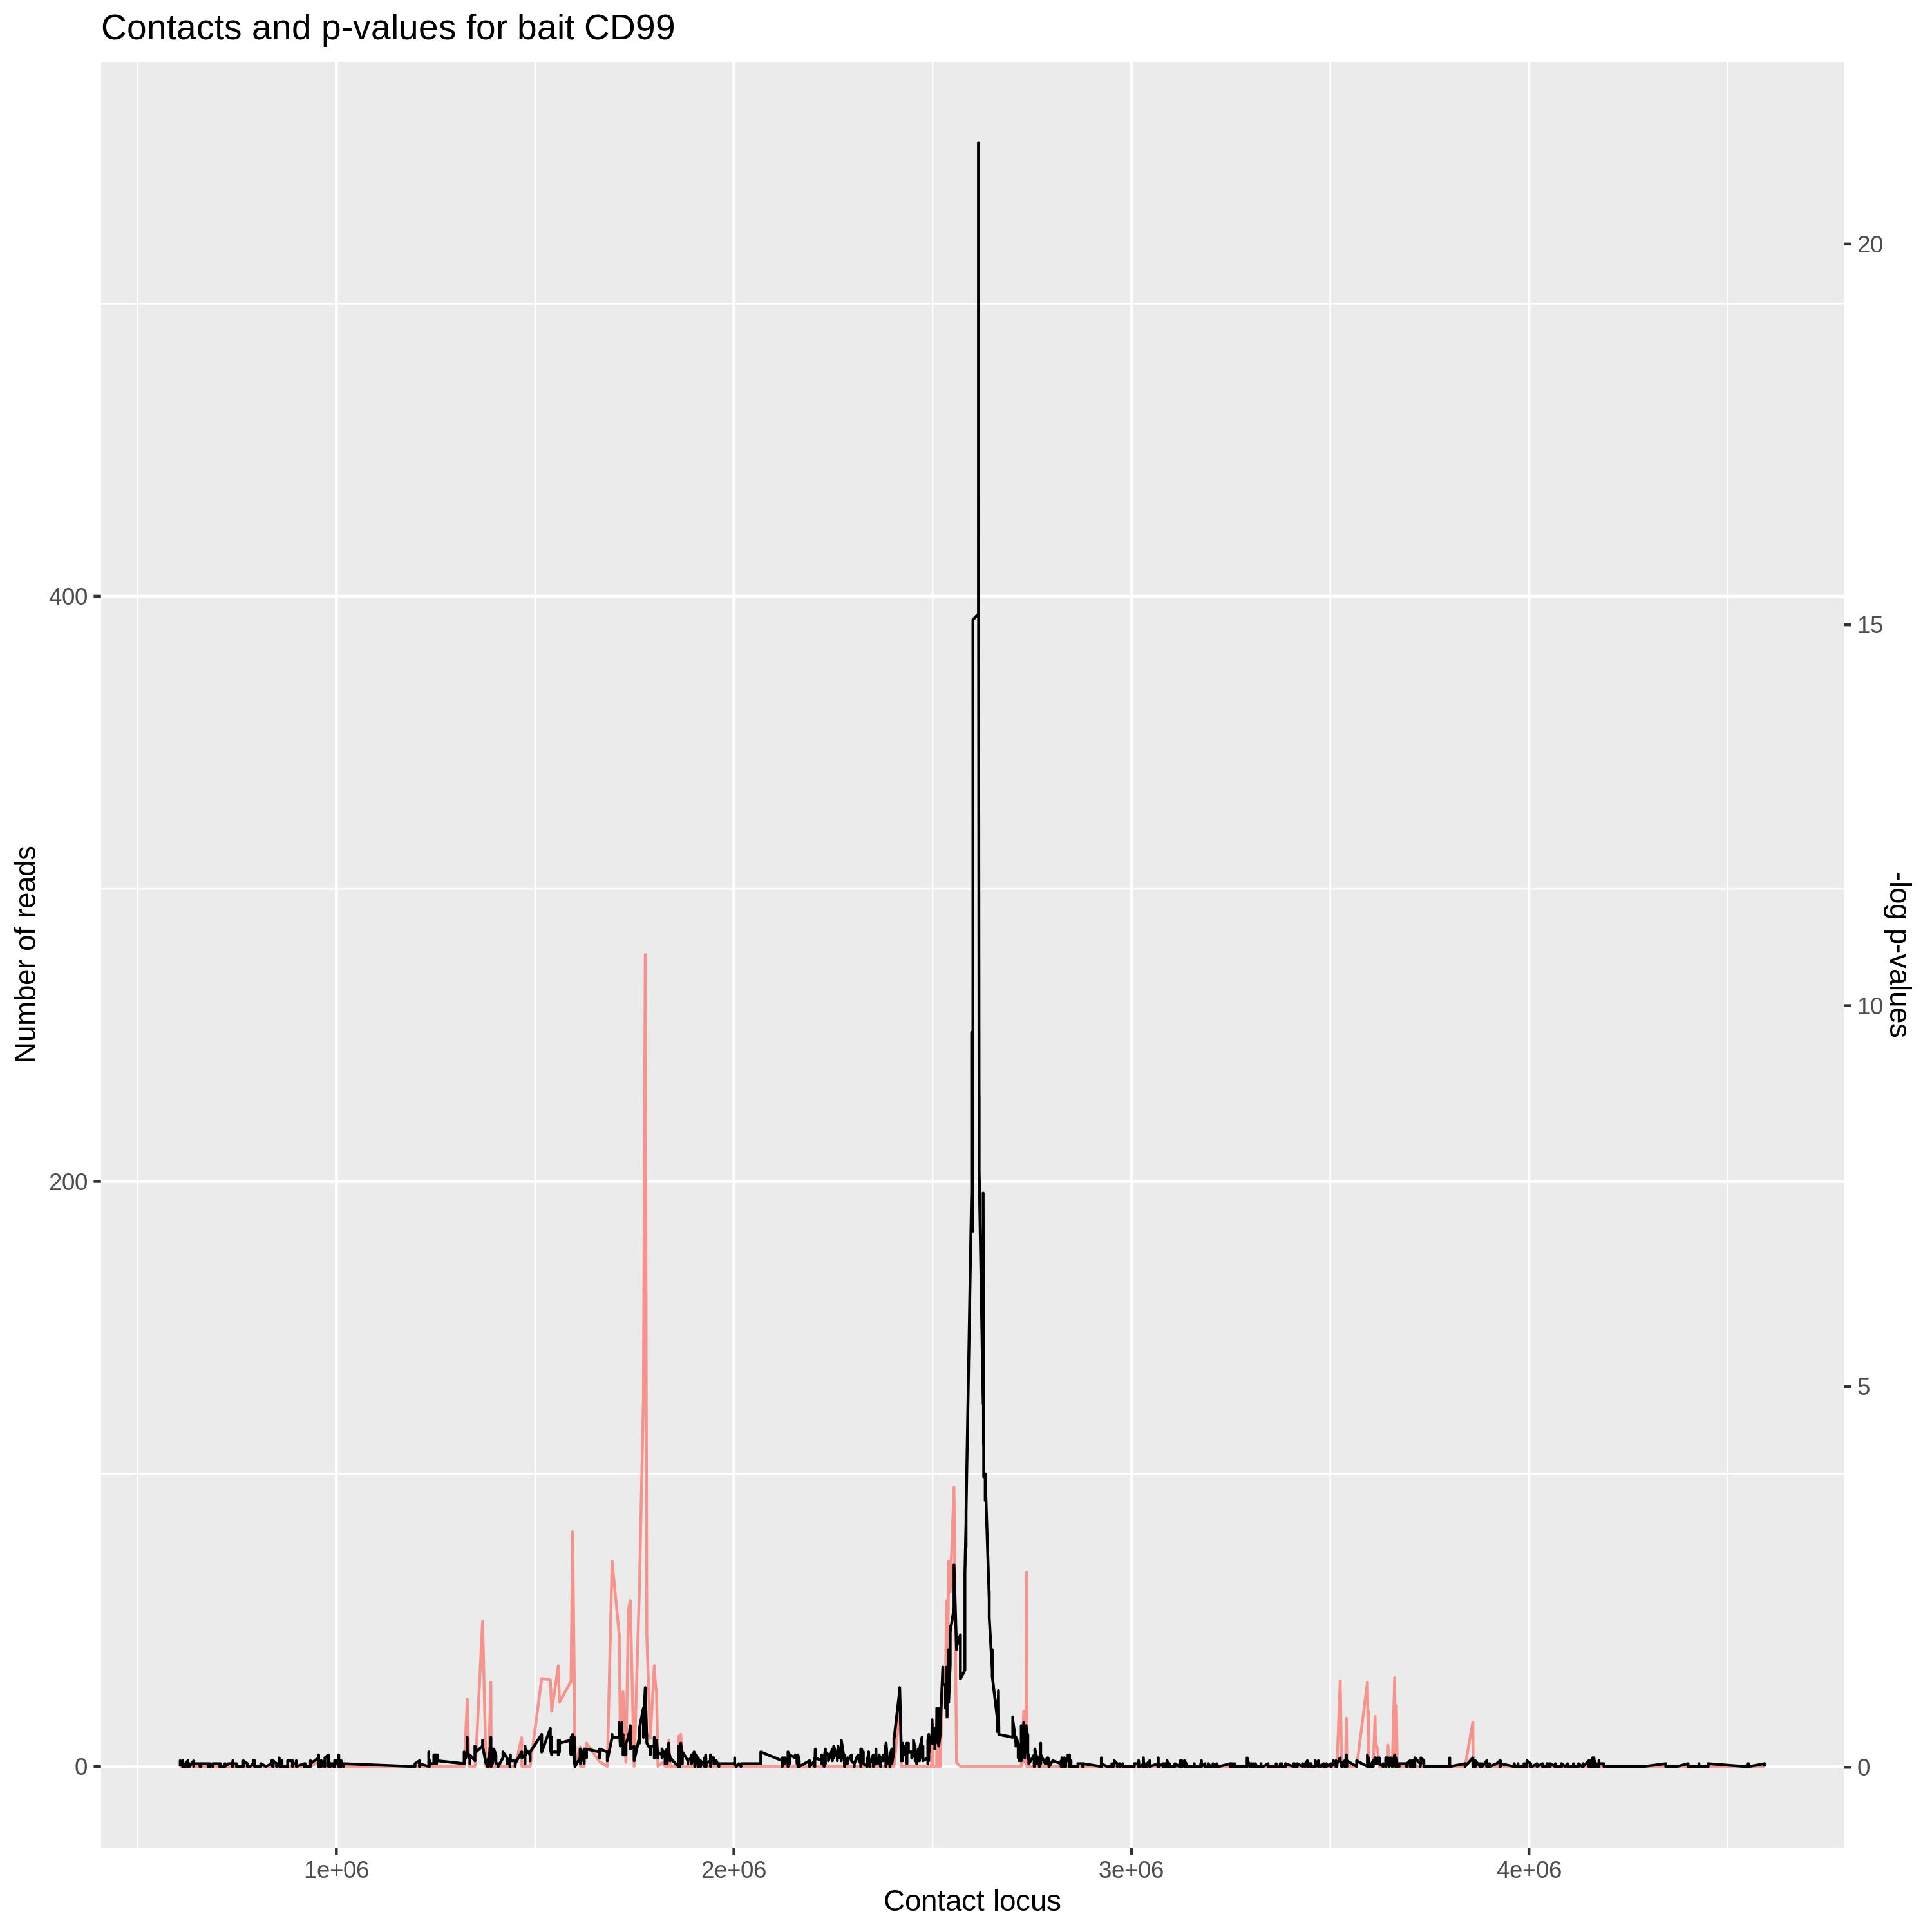 Contacts and p-values for bait CD99
Number of reads
400
200
0
20
15
10
5
0
-log p-values
1e+06
2e+06
3e+06
4e+06
Contact locus